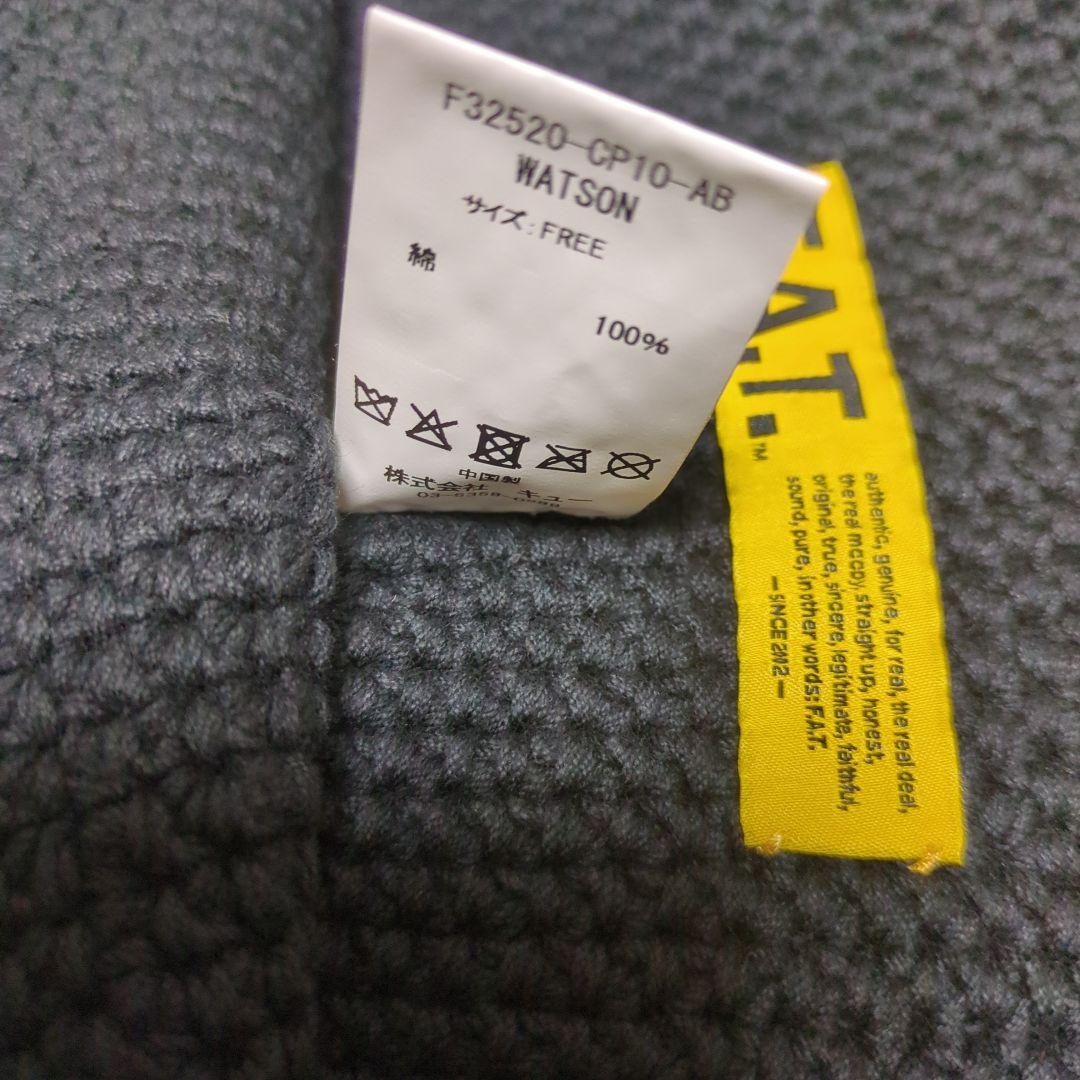 F32520-CP10-AB
WATSON
サイズ:FREE
綿
100%
中国製
株式会社 キュー
F.A.T.
TM
authentic, genuine, for real, the real deal,
the real mccoy, straight up, honest,
original, true, sincere, legitimate, faithful,
sound, pure, in other words: F.A.T.